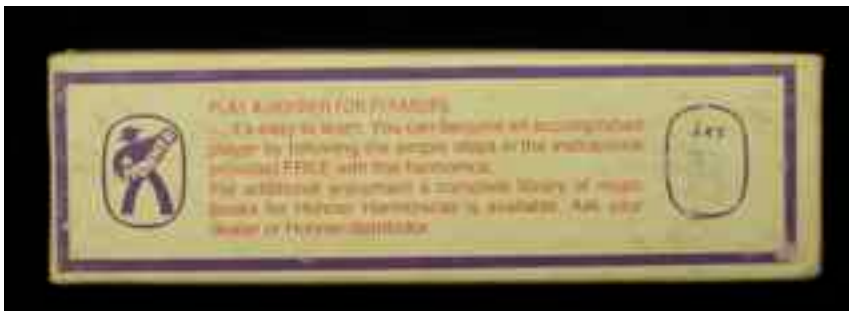 PLAY A HOHNER FOR PLEASURE
... it's easy to learn. You can become an accomplished
player by following the simple steps in the instructions
provided FREE with this harmonica.
For additional enjoyment a complete library of music
books for Hohner Harmonicas is available. Ask your
dealer or Hohner distributor.